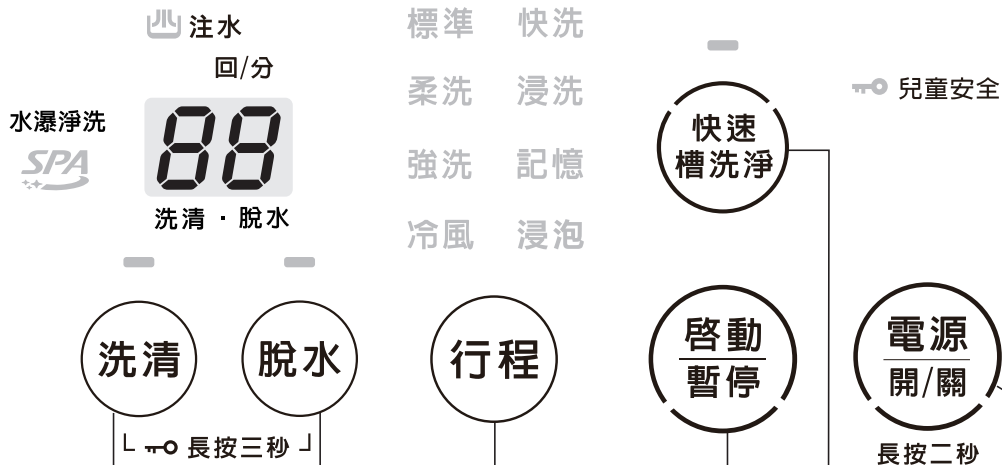 注水
回/分
水瀑淨洗
SPA
88
洗清・脫水
標準 快洗
柔洗 浸洗
強洗 記憶
冷風 浸泡
快速
槽洗淨
兒童安全
洗清
脫水
長按三秒
行程
啓動
暫停
電源
開/關
長按二秒